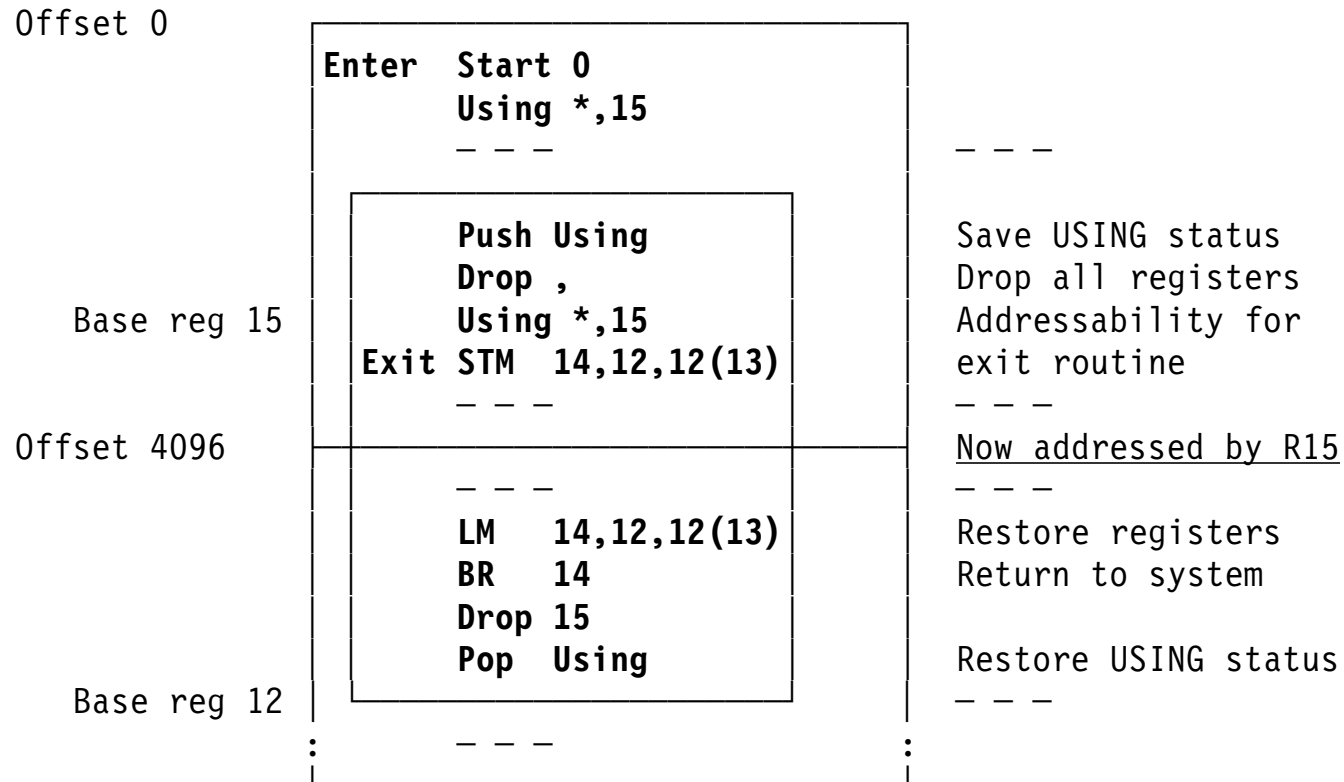 Offset 0
Enter Start 0
Using *,15
— — — — — —
Push Using Save USING status
Drop , Drop all registers
Base reg 15 Using *,15 Addressability for
Exit STM 14,12,12(13) exit routine
— — — — — —
Offset 4096 Now addressed by R15
— — — — — —
LM 14,12,12(13) Restore registers
BR 14 Return to system
Drop 15
Pop Using Restore USING status
Base reg 12 — — —
: — — — :